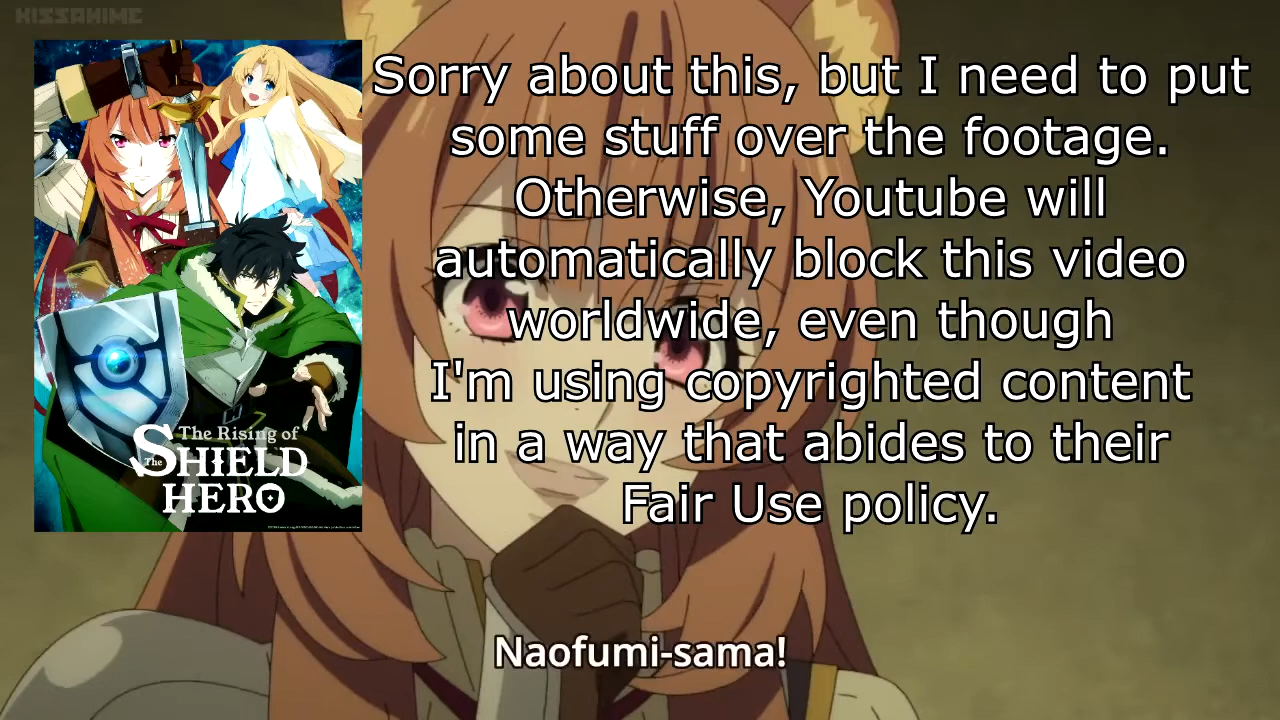 KISSANIME
Sorry about this, but I need to put
some stuff over the footage.
Otherwise, Youtube will
automatically block this video
worldwide, even though
I'm using copyrighted content
in a way that abides to their
Fair Use policy.
The Rising of
The SHIELD
HERO
Naofumi-sama!